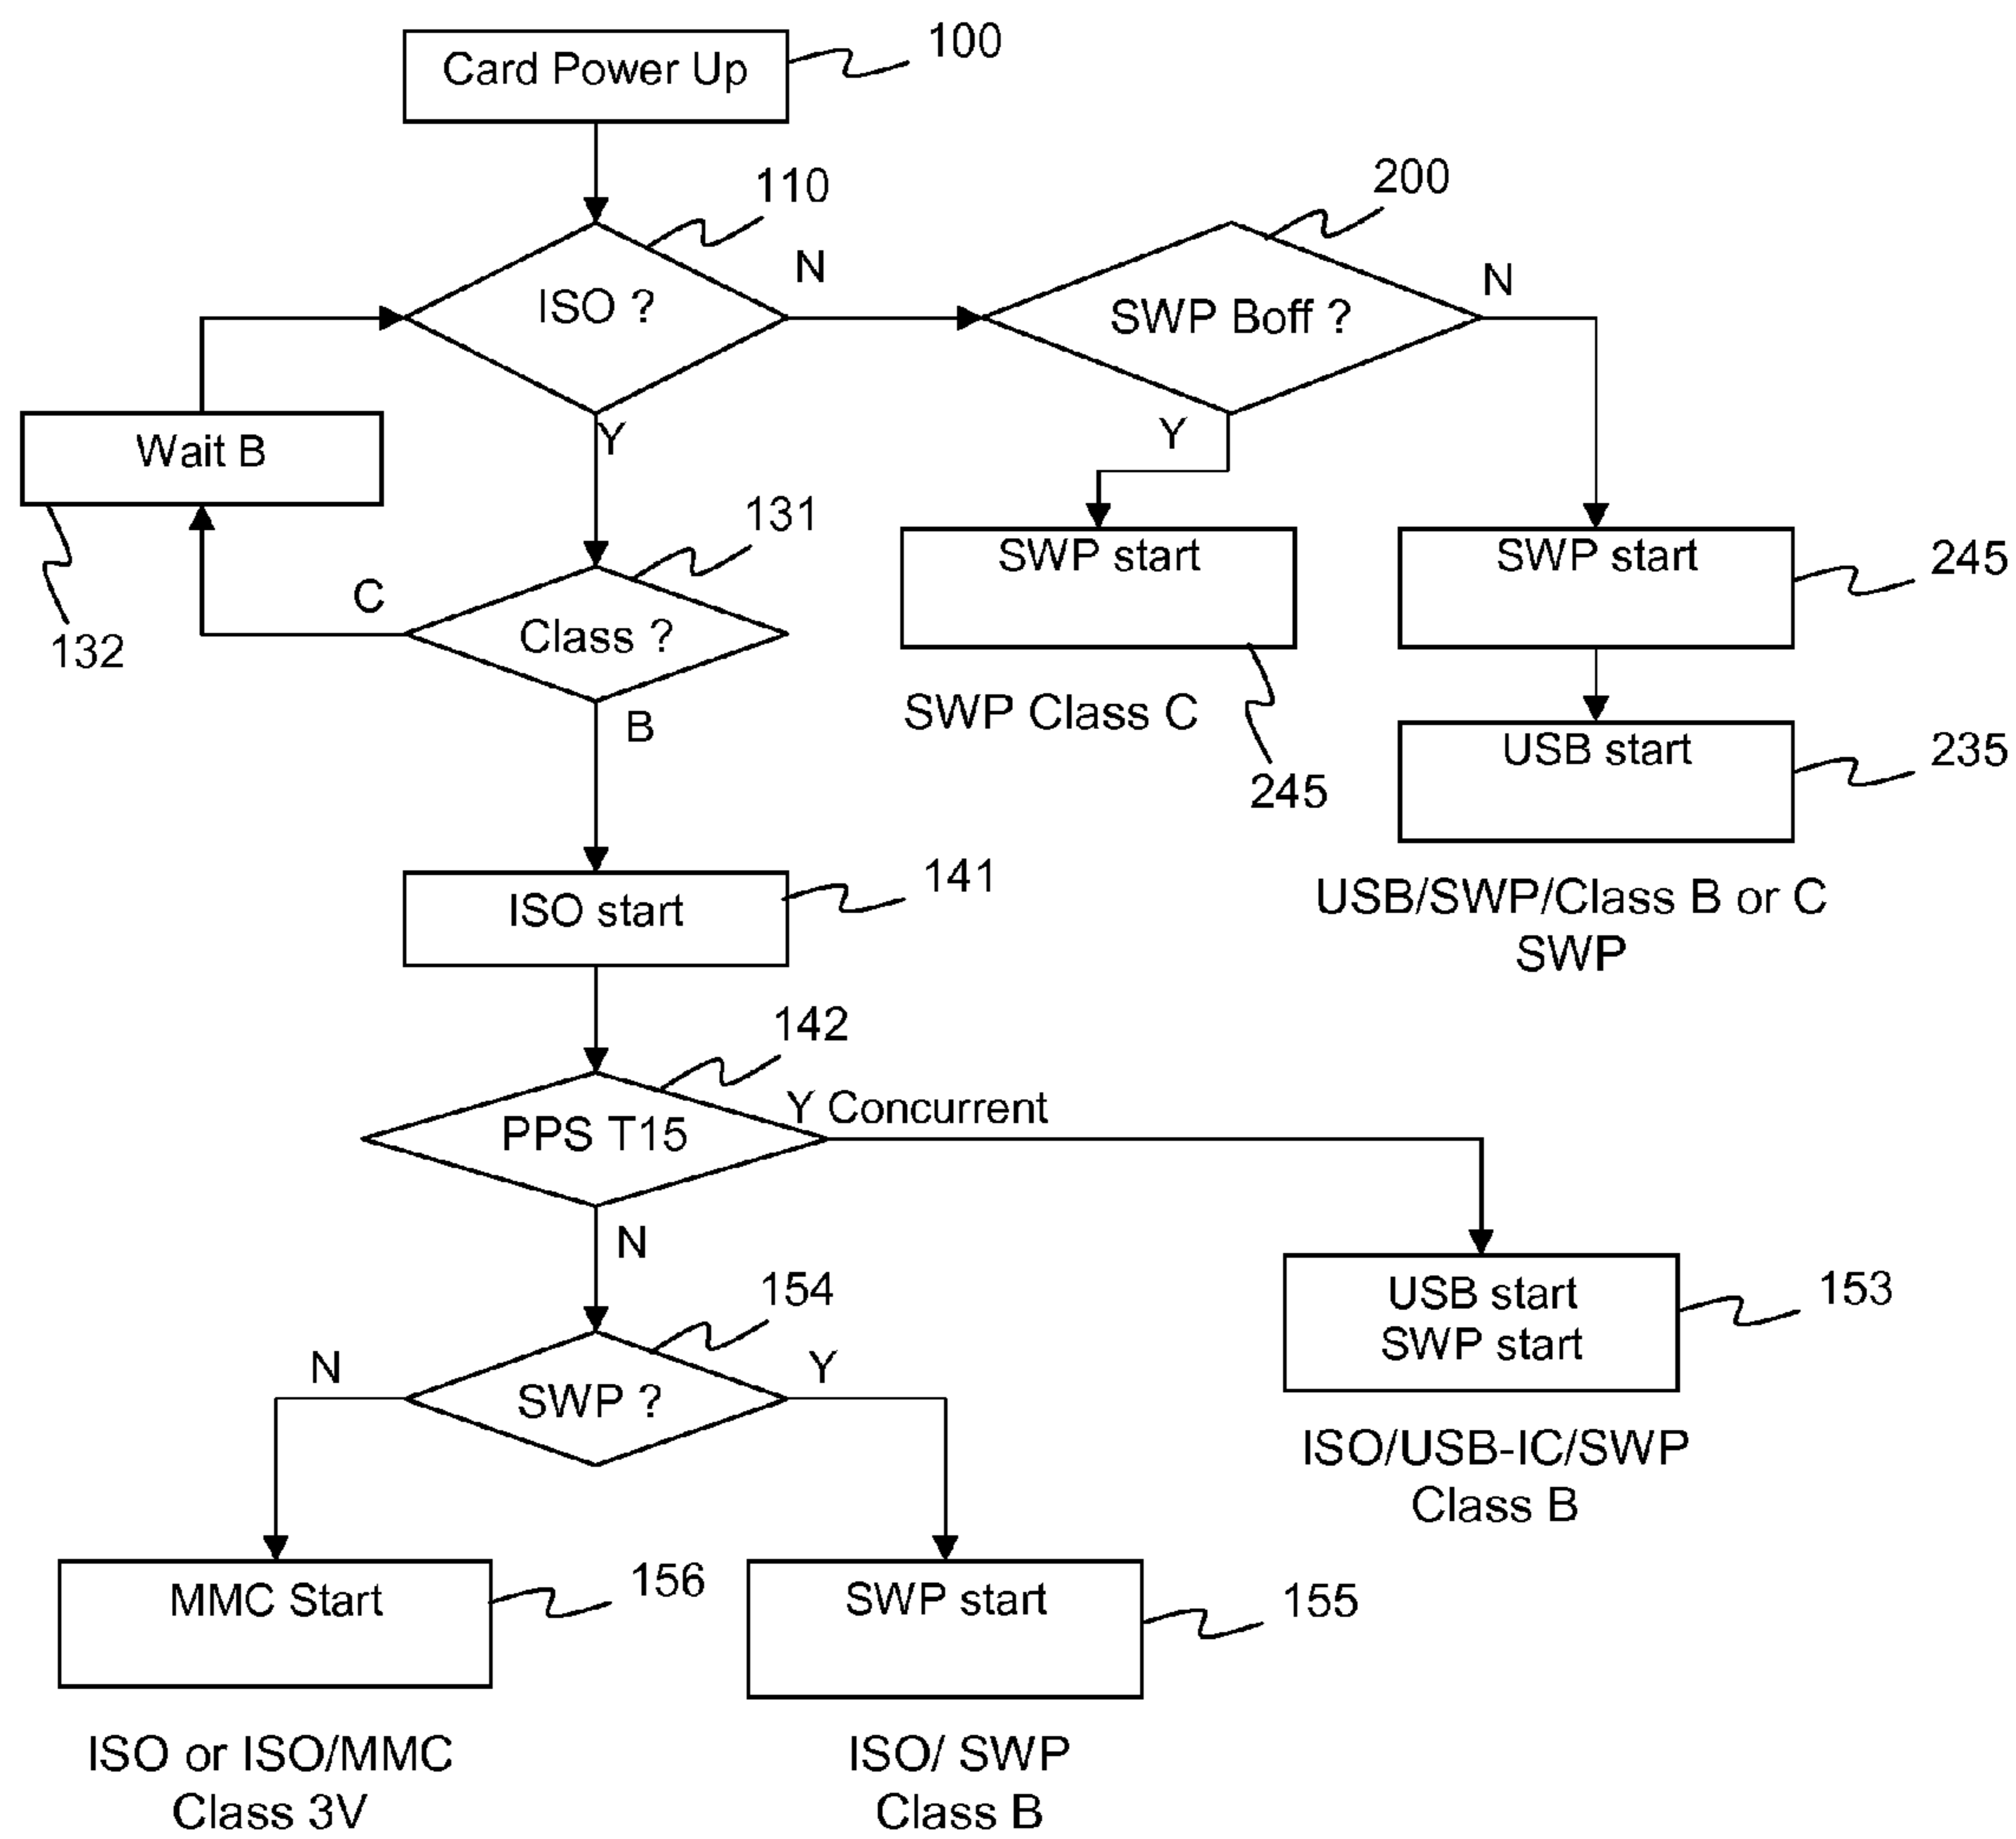 Card Power Up
100
110
200
ISO ?
N
SWP Boff ?
N
Y
Y
Wait B
132
131
C
Class ?
B
SWP start
SWP Class C
245
SWP start
245
USB start
235
USB/SWP/Class B or C
SWP
ISO start
141
142
PPS T15
Y Concurrent
N
154
N
SWP ?
Y
USB start
SWP start
153
ISO/USB-IC/SWP
Class B
MMC Start
156
SWP start
155
ISO or ISO/MMC
Class 3V
ISO/ SWP
Class B